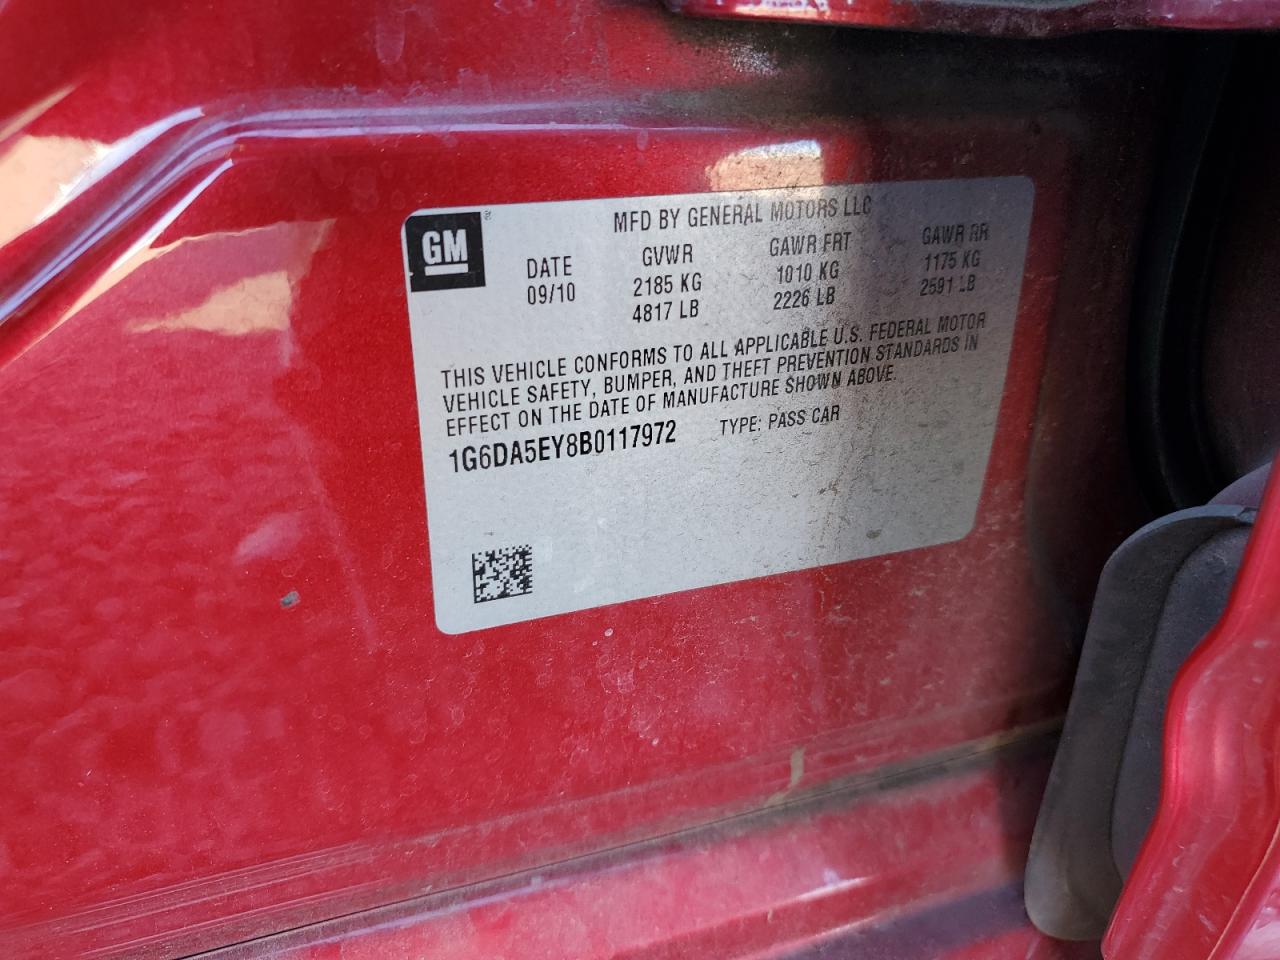 GM
MFD BY GENERAL MOTORS LLC
DATE GVWR GAWR FRT GAWR RR
09/10 2185 KG 1010 KG 1175 KG
4817 LB 2226 LB 2591 LB
THIS VEHICLE CONFORMS TO ALL APPLICABLE U.S. FEDERAL MOTOR
VEHICLE SAFETY, BUMPER, AND THEFT PREVENTION STANDARDS IN
EFFECT ON THE DATE OF MANUFACTURE SHOWN ABOVE.
1G6DA5EY8B0117972 TYPE: PASS CAR